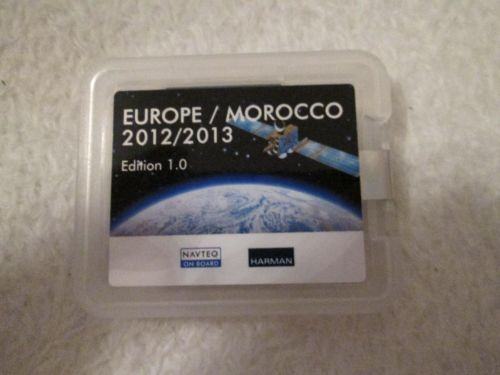 EUROPE / MOROCCO
2012/2013
Edition 1.0
NAVTEQ
ON BOARD
HARMAN